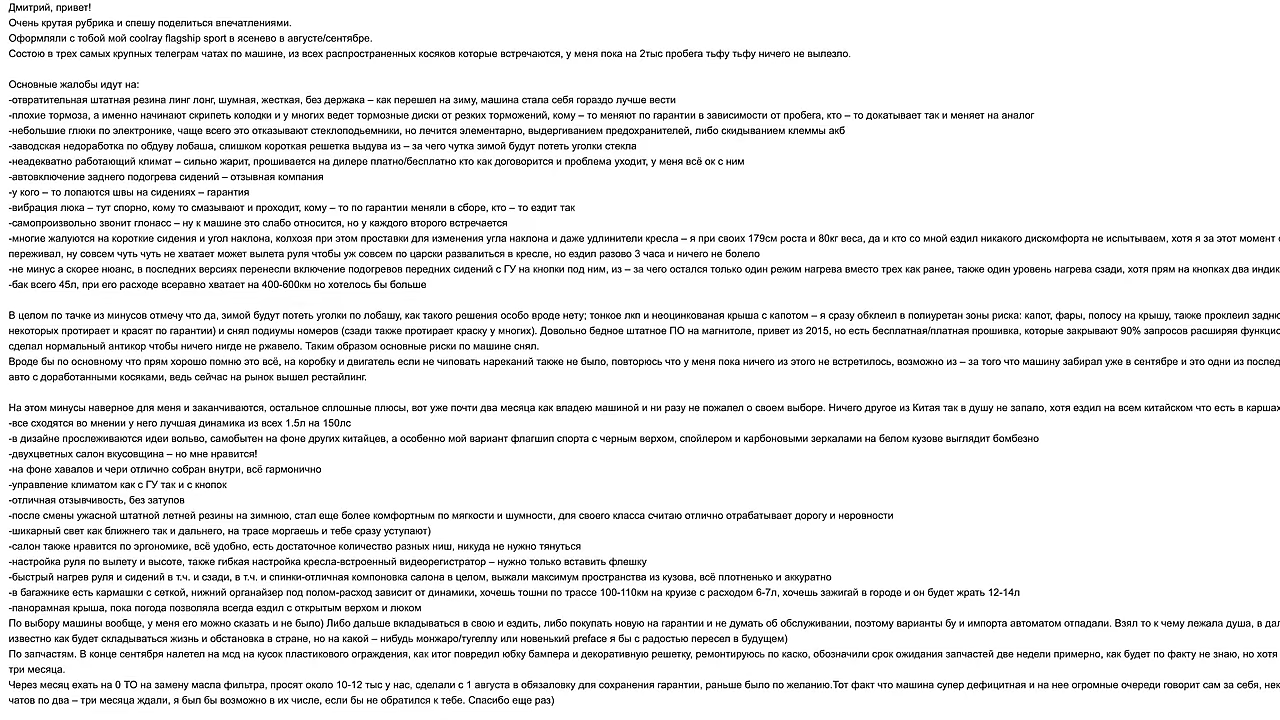 Дмитрий, привет!
Очень крутая рубрика и спешу поделиться впечатлениями.
Оформляли с тобой мой coolray flagship sport в ясенево в августе/сентябре.
Состою в трех самых крупных телеграм чатах по машине, из всех распространенных косяков которые встречаются, у меня пока на 2тыс пробега тьфу тьфу ничего не вылезло.
Основные жалобы идут на:
-отвратительная штатная резина линг лонг, шумная, жесткая, без держака – как перешел на зиму, машина стала себя гораздо лучше вести
-плохие тормоза, а именно начинают скрипеть колодки и у многих ведет тормозные диски от резких торможений, кому – то меняют по гарантии в зависимости от пробега, кто – то докатывает так и меняет на аналог
-небольшие глюки по электронике, чаще всего это отказывают стеклоподьемники, но лечится элементарно, выдергиванием предохранителей, либо скидыванием клеммы акб
-заводская недоработка по обдуву лобаша, слишком короткая решетка выдува из – за чего чутка зимой будут потеть уголки стекла
-неадекватно работающий климат – сильно жарит, прошивается на дилере платно/бесплатно кто как договорится и проблема уходит, у меня всё ок с ним
-автовключение заднего подогрева сидений – отзывная компания
-у кого – то лопаются швы на сидениях – гарантия
-вибрация люка – тут спорно, кому то смазывают и проходит, кому – то по гарантии меняли в сборе, кто – то ездит так
-самопроизвольно звонит глонасс – ну к машине это слабо относится, но у каждого второго встречается
-многие жалуются на короткие сидения и угол наклона, колхозя при этом проставки для изменения угла наклона и даже удлинители кресла – я при своих 179см роста и 80кг веса, да и кто со мной ездил никакого дискомфорта не испытываем, хотя я за этот момент
переживал, ну совсем чуть чуть не хватает может вылета руля чтобы уж совсем по царски развалиться в кресле, но ездил разово 3 часа и ничего не болело
-не минус а скорее нюанс, в последних версиях перенесли включение подогревов передних сидений с ГУ на кнопки под ним, из – за чего остался только один режим нагрева вместо трех как ранее, также один уровень нагрева сзади, хотя прям на кнопках два индик
-бак всего 45л, при его расходе всеравно хватает на 400-600км но хотелось бы больше
В целом по тачке из минусов отмечу что да, зимой будут потеть уголки по лобашу, как такого решения особо вроде нету; тонкое лкп и неоцинкованая крыша с капотом – я сразу обклеил в полиуретан зоны риска: капот, фары, полосу на крышу, также проклеил задню
некоторых протирает и красят по гарантии) и снял подиумы номеров (сзади также протирает краску у многих). Довольно бедное штатное ПО на магнитоле, привет из 2015, но есть бесплатная/платная прошивка, которые закрывают 90% запросов расширяя функцио
сделал нормальный антикор чтобы ничего нигде не ржавело. Таким образом основные риски по машине снял.
Вроде бы по основному что прям хорошо помню это всё, на коробку и двигатель если не чиповать нареканий также не было, повторюсь что у меня пока ничего из этого не встретилось, возможно из – за того что машину забирал уже в сентябре и это одни из послед
авто с доработанными косяками, ведь сейчас на рынок вышел рестайлинг.
На этом минусы наверное для меня и заканчиваются, остальное сплошные плюсы, вот уже почти два месяца как владею машиной и ни разу не пожалел о своем выборе. Ничего другое из Китая так в душу не запало, хотя ездил на всем китайском что есть в карша
-все сходятся во мнении у него лучшая динамика из всех 1.5л на 150лс
-в дизайне прослеживаются идеи вольво, самобытен на фоне других китайцев, а особенно мой вариант флагшип спорта с черным верхом, спойлером и карбоновыми зеркалами на белом кузове выглядит бомбезно
-двухцветных салон вкусовщина – но мне нравится!
-на фоне хавалов и чери отлично собран внутри, всё гармонично
-управление климатом как с ГУ так и с кнопок
-отличная отзывчивость, без затупов
-после смены ужасной штатной летней резины на зимнюю, стал еще более комфортным по мягкости и шумности, для своего класса считаю отлично отрабатывает дорогу и неровности
-шикарный свет как ближнего так и дальнего, на трасе моргаешь и тебе сразу уступают)
-салон также нравится по эргономике, всё удобно, есть достаточное количество разных ниш, никуда не нужно тянуться
-настройка руля по вылету и высоте, также гибкая настройка кресла-встроенный видеорегистратор – нужно только вставить флешку
-быстрый нагрев руля и сидений в т.ч. и сзади, в т.ч. и спинки-отличная компоновка салона в целом, выжали максимум пространства из кузова, всё плотненько и аккуратно
-в багажнике есть кармашки с сеткой, нижний органайзер под полом-расход зависит от динамики, хочешь тошни по трассе 100-110км на круизе с расходом 6-7л, хочешь зажигай в городе и он будет жрать 12-14л
-панорамная крыша, пока погода позволяла всегда ездил с открытым верхом и люком
По выбору машины вообще, у меня его можно сказать и не было) Либо дальше вкладываться в свою и ездить, либо покупать новую на гарантии и не думать об обслуживании, поэтому варианты бу и импорта автоматом отпадали. Взял то к чему лежала душа, в дал
известно как будет складываться жизнь и обстановка в стране, но на какой – нибудь монжаро/тугеллу или новенький preface я бы с радостью пересел в будущем)
По запчастям. В конце сентября налетел на мсд на кусок пластикового ограждения, как итог повредил юбку бампера и декоративную решетку, ремонтируюсь по каско, обозначили срок ожидания запчастей две недели примерно, как будет по факту не знаю, но хотя
три месяца.
Через месяц ехать на 0 ТО на замену масла фильтра, просят около 10-12 тыс у нас, сделали с 1 августа в обязаловку для сохранения гарантии, раньше было по желанию.Тот факт что машина супер дефицитная и на нее огромные очереди говорит сам за себя, нек
чатов по два – три месяца ждали, я был бы возможно в их числе, если бы не обратился к тебе. Спасибо еще раз)